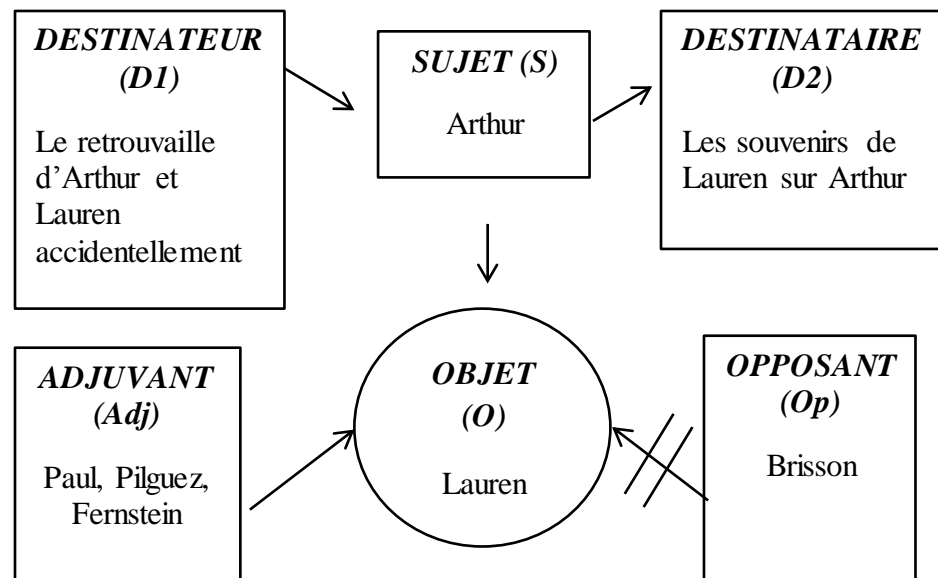 DESTINATEUR
(D1)
Le retrouvaille
d'Arthur et
Lauren
accidentellement
SUJET (S)
Arthur
DESTINATAIRE
(D2)
Les souvenirs de
Lauren sur Arthur
ADJUVANT
(Adj)
Paul, Pilguez,
Fernstein
OBJET
(O)
Lauren
OPPOSANT
(Op)
Brisson